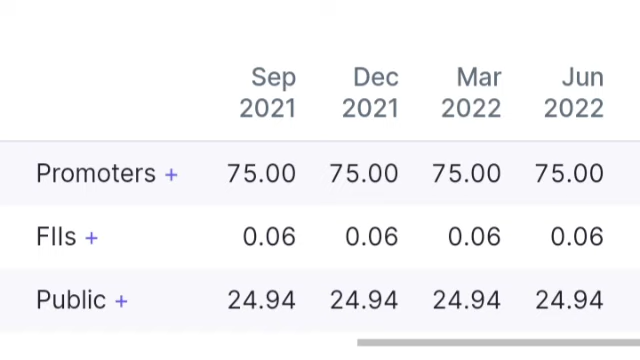 Sep Dec Mar Jun
2021 2021 2022 2022
Promoters + 75.00 75.00 75.00 75.00
FIIs + 0.06 0.06 0.06 0.06
Public + 24.94 24.94 24.94 24.94